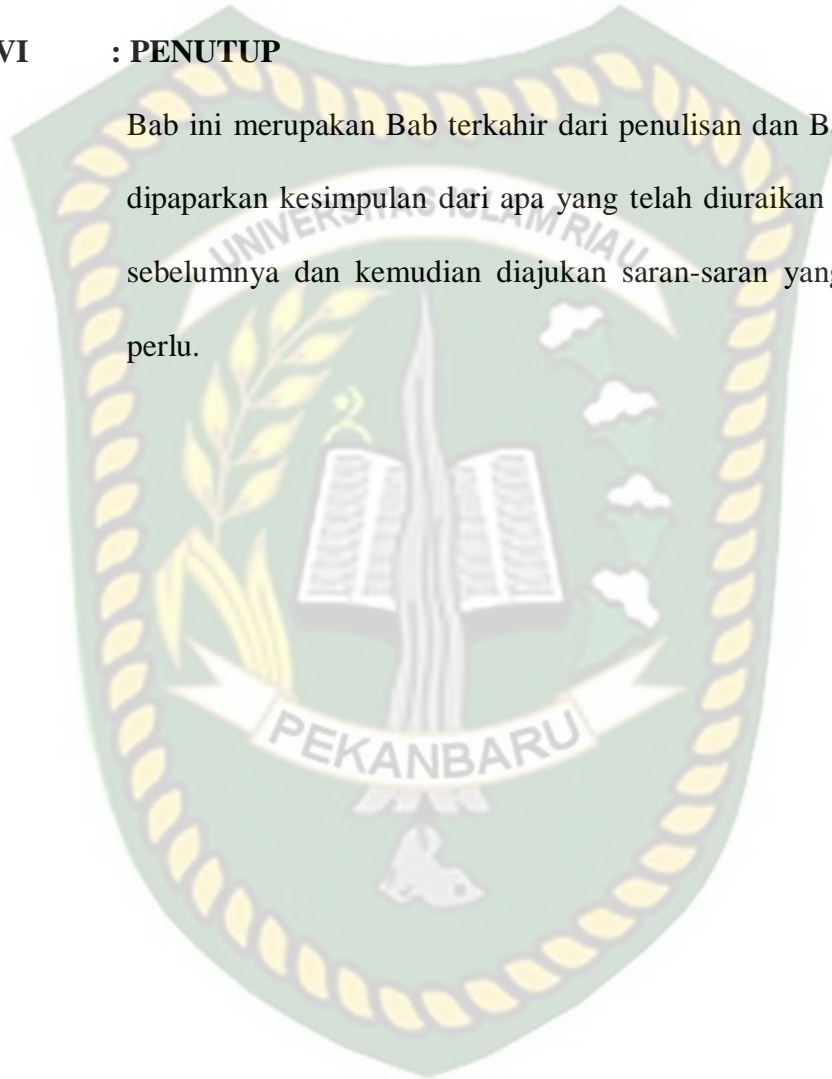 VI : PENUTUP
Bab ini merupakan Bab terkahir dari penulisan dan
dipaparkan kesimpulan dari apa yang telah diuraikan
sebelumnya dan kemudian diajukan saran-saran yang
perlu.
UNIVERSITAS ISLAM RIAU
PEKANBARU